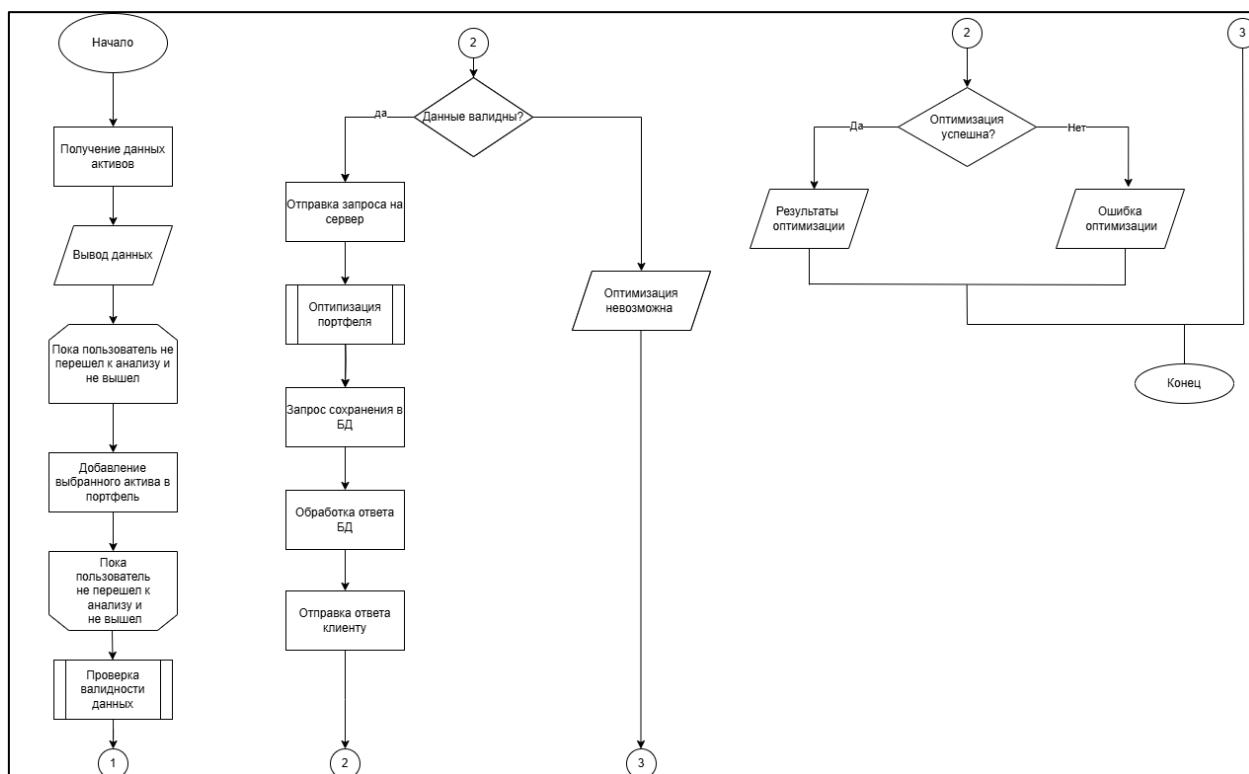 Начало
Получение данных
активов
Вывод данных
Пока пользователь не
перешел к анализу и
не вышел
Добавление
выбранного актива в
портфель
Пока
пользователь
не перешел к
анализу и
не вышел
Проверка
валидности
данных
1
2
Данные валидны?
да
Отправка запроса на
сервер
Оптипизация
портфеля
Запрос сохранения в
БД
Обработка ответа
БД
Отправка ответа
клиенту
2
Оптимизация
невозможна
3
2
Оптимизация
успешна?
Да
Нет
Результаты
оптимизации
Ошибка
оптимизации
3
Конец